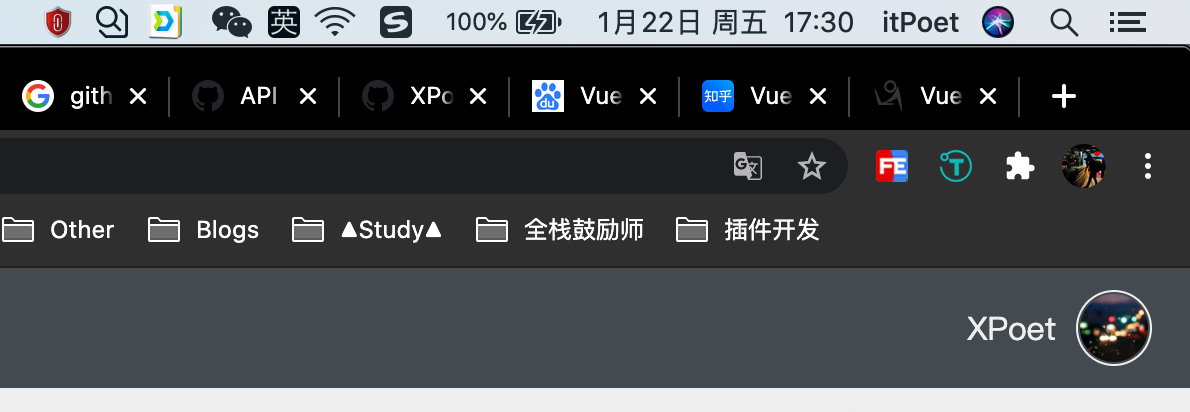 英 100% 1月22日 周五 17:30 itPoet
gith API XPo du Vue 知乎 Vue Vue
FE T
Other Blogs ▲Study▲ 全栈鼓励师 插件开发
XPoet